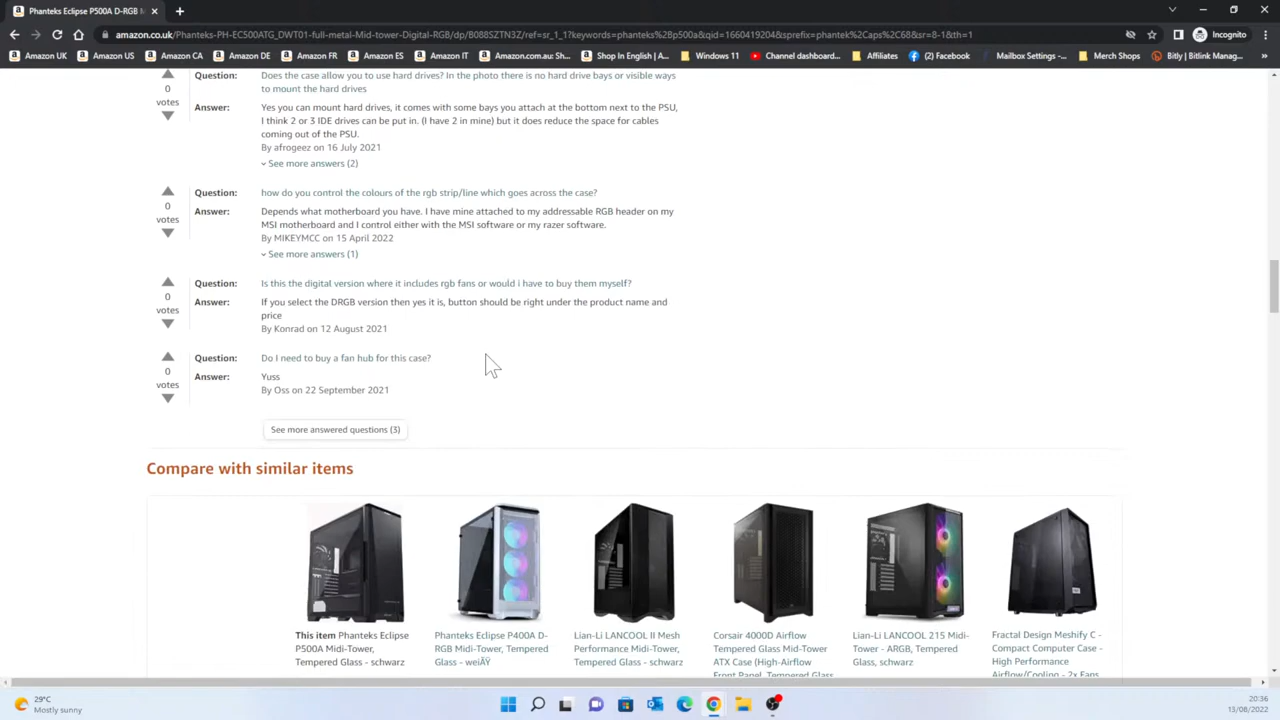 Phanteks Eclipse P500A D-RGB M
amazon.co.uk/Phanteks-PH-EC500ATG_DWT01-full-metal-Mid-tower-Digital-RGB/dp/B088SZTN3Z/ref=sr_1_1?keywords=phanteks%28p500a&qid=1660419204&sprefix=phantek%2Caps%2C68&sr=8-1&th=1
Incognito
Amazon UK
Amazon US
Amazon CA
Amazon DE
Amazon FR
Amazon ES
Amazon IT
Amazon.com.au: Sh...
Shop In English | A...
Windows 11
Channel dashboard...
Affiliates
Facebook
Mailbox Settings -...
Merch Shops
Bitly | Bitlink Manag...
0
votes
Question: Does the case allow you to use hard drives? In the photo there is no hard drive bays or visible ways
to mount the hard drives
Answer: Yes you can mount hard drives, it comes with some bays you attach at the bottom next to the PSU,
I think 2 or 3 IDE drives can be put in. (I have 2 in mine) but it does reduce the space for cables
coming out of the PSU.
By afrogeez on 16 July 2021
See more answers (2)
0
votes
Question: how do you control the colours of the rgb strip/line which goes across the case?
Answer: Depends what motherboard you have. I have mine attached to my addressable RGB header on my
MSI motherboard and I control either with the MSI software or my razer software.
By MIKEYMCC on 15 April 2022
See more answers (1)
0
votes
Question: Is this the digital version where it includes rgb fans or would i have to buy them myself?
Answer: If you select the DRGB version then yes it is, button should be right under the product name and
price
By Konrad on 12 August 2021
0
votes
Question: Do I need to buy a fan hub for this case?
Answer: Yuss
By Oss on 22 September 2021
See more answered questions (3)
Compare with similar items
This item Phanteks Eclipse
P500A Midi-Tower,
Tempered Glass - schwarz
Phanteks Eclipse P400A D-
RGB Midi-Tower, Tempered
Glass - weiÃŸ
Lian-Li LANCOOL II Mesh
Performance Midi-Tower,
Tempered Glass - schwarz
Corsair 4000D Airflow
Tempered Glass Mid-Tower
ATX Case (High-Airflow
Front Panel, Tempered Glass
Lian-Li LANCOOL 215 Midi-
Tower - ARGB, Tempered
Glass, schwarz
Fractal Design Meshify C -
Compact Computer Case -
High Performance
Airflow/Cooling - 2x Fans
29°C
Mostly sunny
20:36
13/08/2022